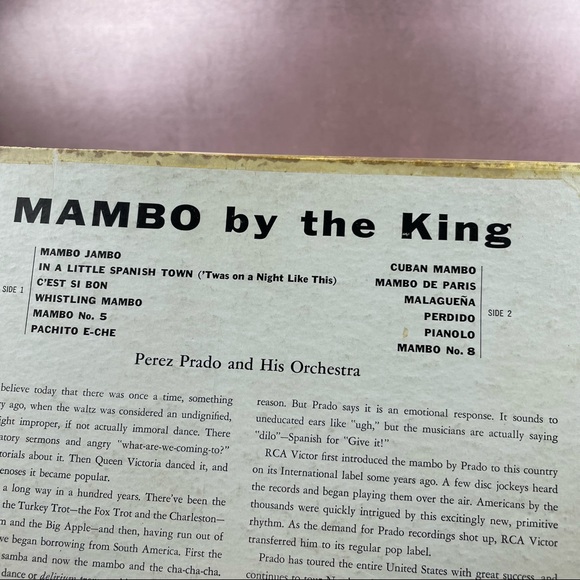 MAMBO by the King
SIDE 1
MAMBO JAMBO
IN A LITTLE SPANISH TOWN ('Twas on a Night Like This)
C'EST SI BON
WHISTLING MAMBO
MAMBO No. 5
PACHITO E-CHE
CUBAN MAMBO
MAMBO DE PARIS
MALAGUEÑA
PERDIDO
PIANOLO
MAMBO No. 8
SIDE 2
Perez Prado and His Orchestra
believe today that there was once a time, something
ago, when the waltz was considered an undignified,
improper, if not actually immoral dance. There
sermons and angry "what-are-we-coming-to?"
about it. Then Queen Victoria danced it, and
it became popular.
a long way in a hundred years. There've been the
the Turkey Trot—the Fox Trot and the Charleston—
and the Big Apple—and then, having run out of
we began borrowing from South America. First the
samba and now the mambo and the cha-cha-cha.
dance or delirium
reason. But Prado says it is an emotional response. It sounds to
uneducated ears like "ugh," but the musicians are actually saying
"dilo"—Spanish for "Give it!"
RCA Victor first introduced the mambo by Prado to this country
on its International label some years ago. A few disc jockeys heard
the records and began playing them over the air. Americans by the
thousands were quickly intrigued by this excitingly new, primitive
rhythm. As the demand for Prado recordings shot up, RCA Victor
transferred him to its regular pop label.
Prado has toured the entire United States with great success and
continues to tour